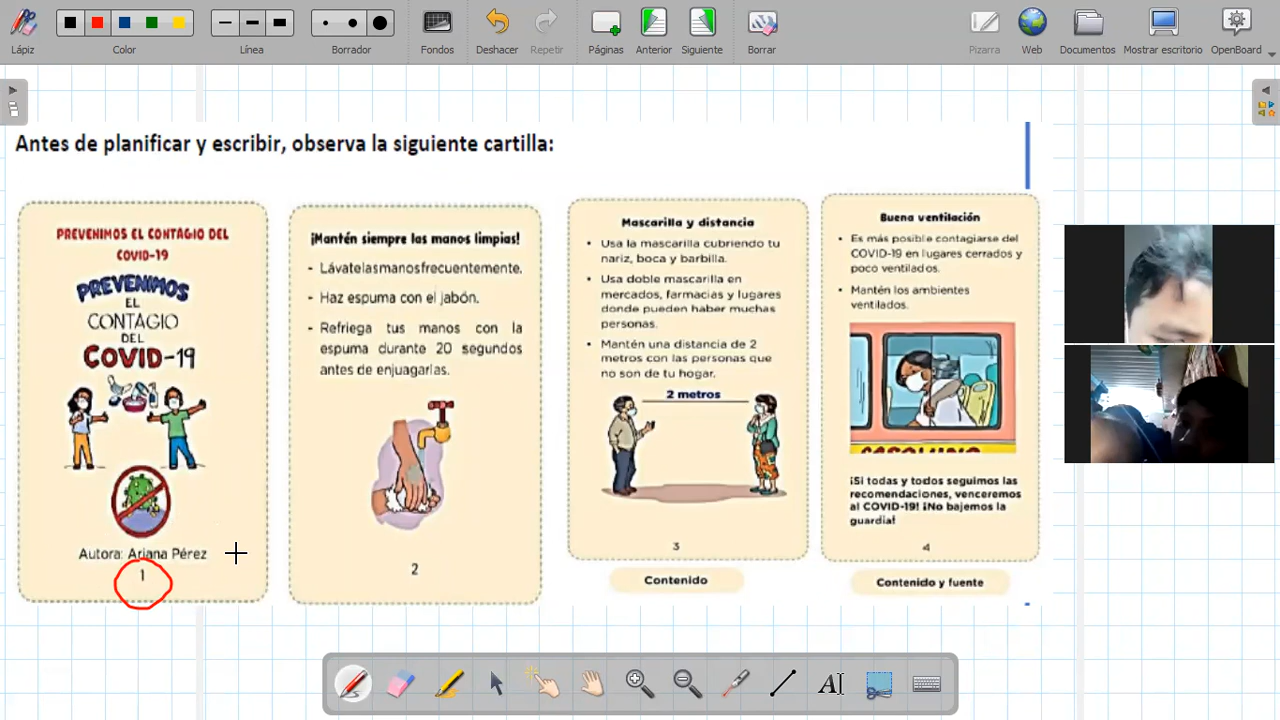 Lápiz
Color
Línea
Borrador
Fondos
Deshacer
Repetir
Páginas
Anterior
Siguiente
Borrar
Pizarra
Web
Documentos
Mostrar escritorio
OpenBoard
Antes de planificar y escribir, observa la siguiente cartilla:
PREVENIMOS EL CONTAGIO DEL
COVID-19
PREVENIMOS
EL
CONTAGIO
DEL
COVID-19
Autora: Ariana Pérez
1
¡Mantén siempre las manos limpias!
- Lávatelasmanosfrecuentemente.
- Haz espuma con el jabón.
- Refriega tus manos con la
espuma durante 20 segundos
antes de enjuagarlas.
2
Mascarilla y distancia
• Usa la mascarilla cubriendo tu
nariz, boca y barbilla.
• Usa doble mascarilla en
mercados, farmacias y lugares
donde pueden haber muchas
personas.
• Mantén una distancia de 2
metros con las personas que
no son de tu hogar.
2 metros
3
Contenido
Buena ventilación
• Es más posible contagiarse del
COVID-19 en lugares cerrados y
poco ventilados.
• Mantén los ambientes
ventilados.
¡Si todas y todos seguimos las
recomendaciones, venceremos
al COVID-19! ¡No bajemos la
guardia!
4
Contenido y fuente
AI